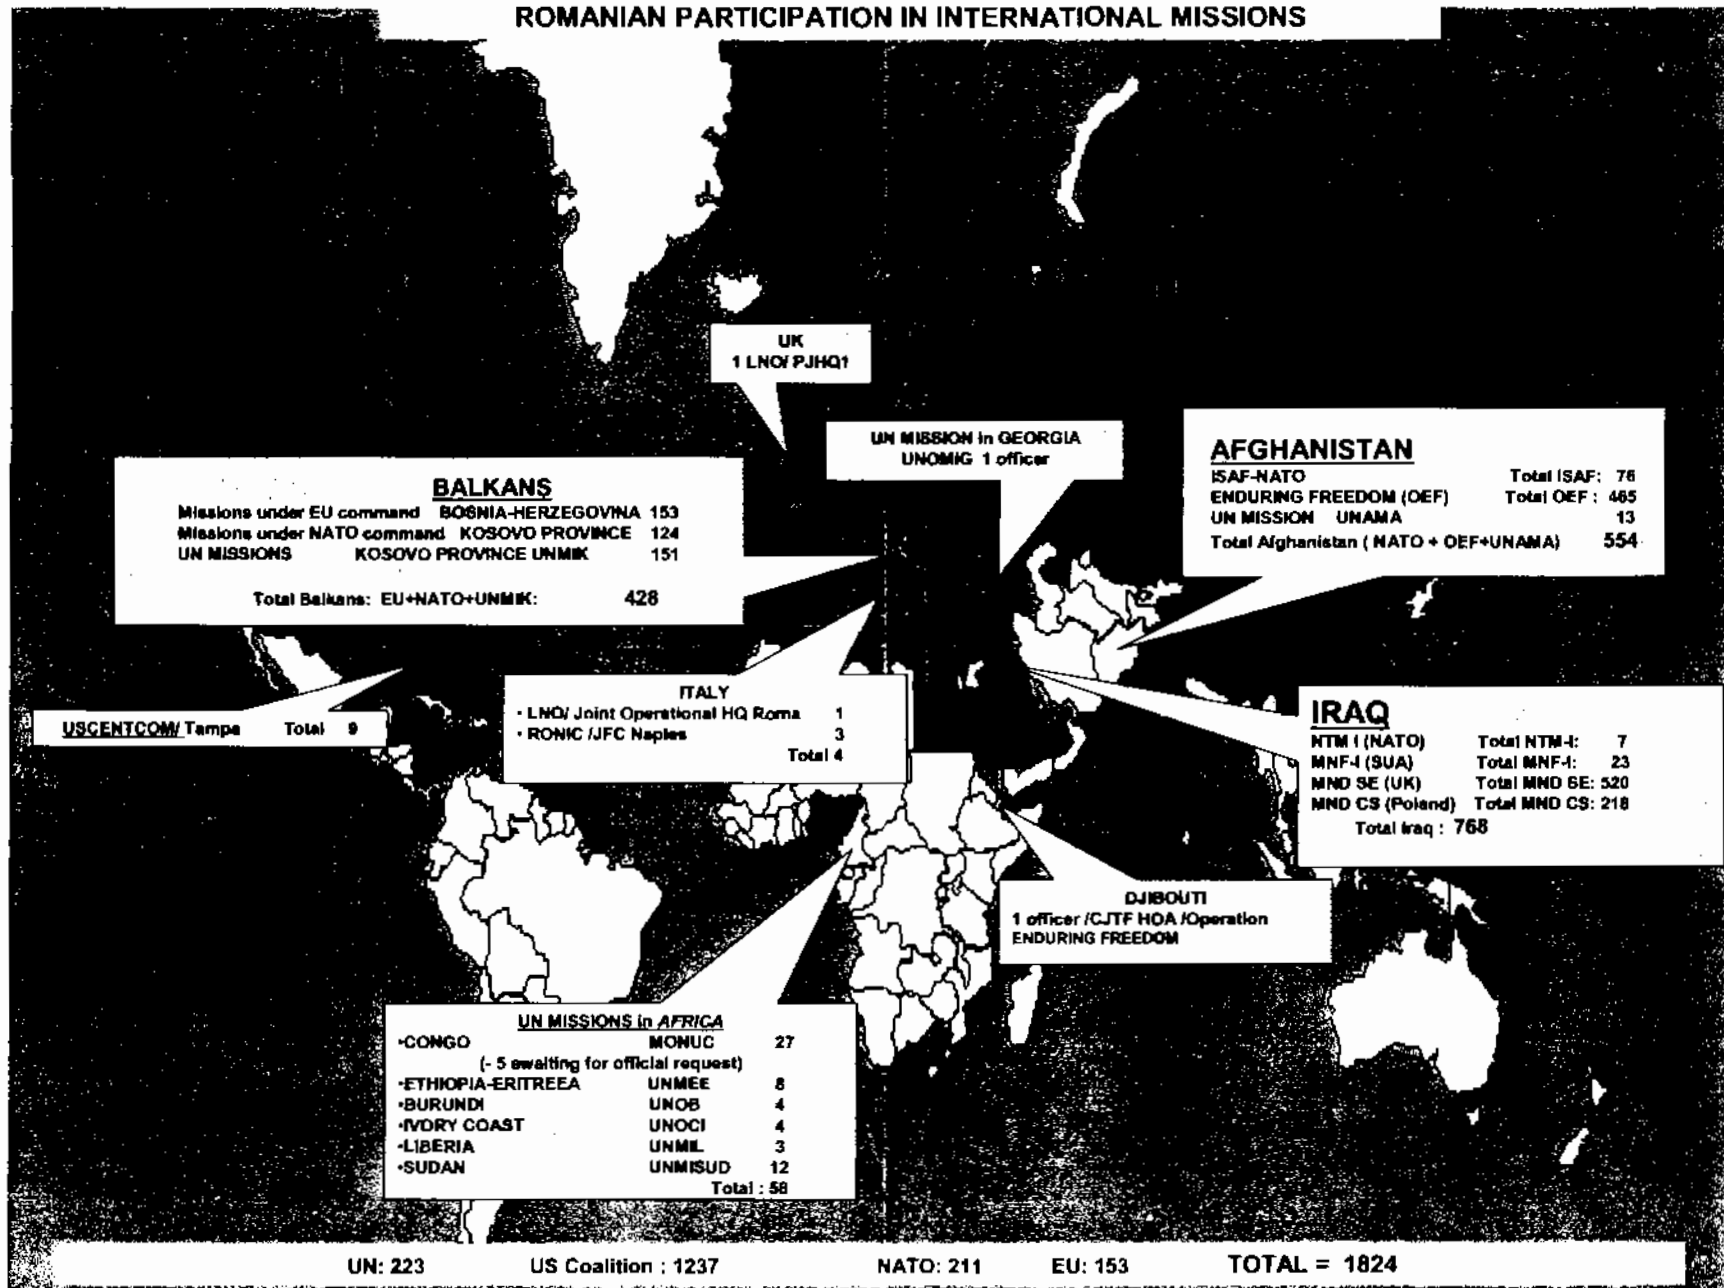 ROMANIAN PARTICIPATION IN INTERNATIONAL MISSIONS
UK
1 LNO/ PJHQ1
UN MISSION in GEORGIA
UNOMIG 1 officer
AFGHANISTAN
ISAF-NATO Total ISAF: 76
ENDURING FREEDOM (OEF) Total OEF : 465
UN MISSION UNAMA 13
Total Afghanistan ( NATO + OEF+UNAMA) 554
BALKANS
Missions under EU command BOSNIA-HERZEGOVINA 153
Missions under NATO command KOSOVO PROVINCE 124
UN MISSIONS KOSOVO PROVINCE UNMIK 151
Total Balkans: EU+NATO+UNMIK: 428
ITALY
• LNO/ Joint Operational HQ Roma 1
• RONIC /JFC Naples 3
Total 4
USCENTCOM/ Tampa Total 9
IRAQ
NTM I (NATO) Total NTM-I: 7
MNF-I (SUA) Total MNF-I: 23
MND SE (UK) Total MND SE: 520
MND CS (Poland) Total MND CS: 218
Total Iraq : 768
DJIBOUTI
1 officer /CJTF HOA /Operation
ENDURING FREEDOM
UN MISSIONS in AFRICA
•CONGO MONUC 27
(- 5 awaiting for official request)
•ETHIOPIA-ERITREEA UNMEE 8
•BURUNDI UNOB 4
•IVORY COAST UNOCI 4
•LIBERIA UNMIL 3
•SUDAN UNMISUD 12
Total : 58
UN: 223 US Coalition : 1237 NATO: 211 EU: 153 TOTAL = 1824